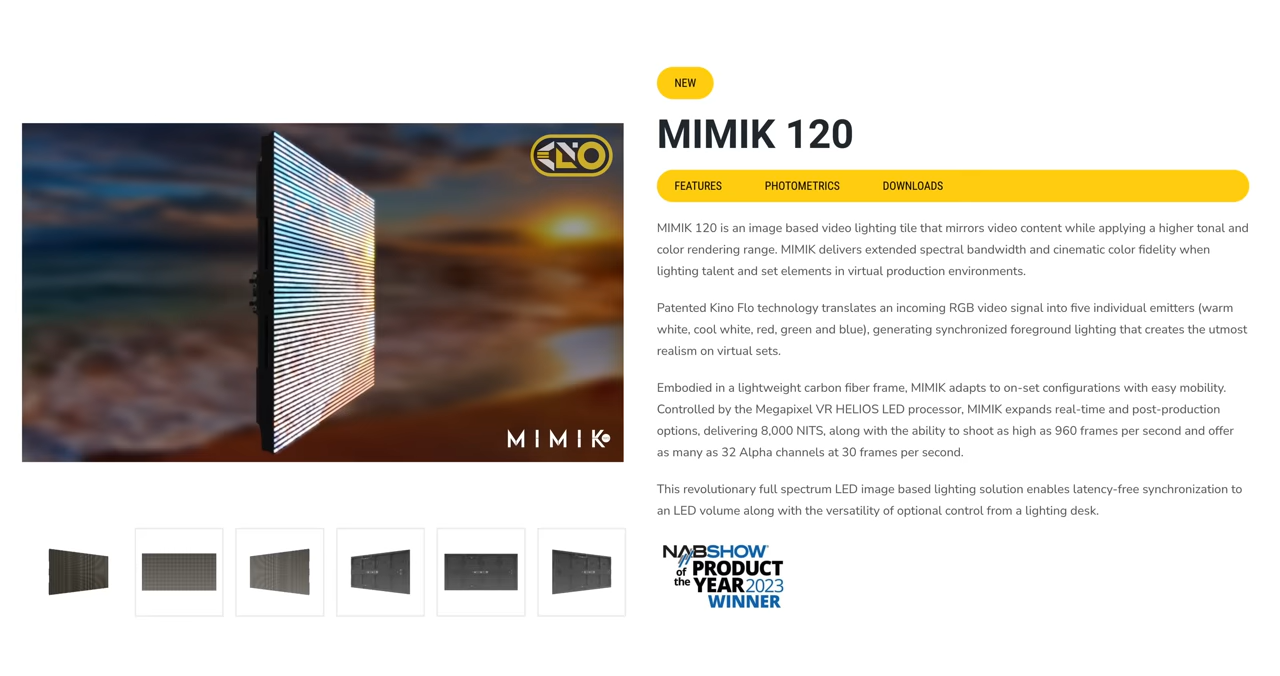 NEW
MIMIK 120
FEATURES PHOTOMETRICS DOWNLOADS
MIMIK 120 is an image based video lighting tile that mirrors video content while applying a higher tonal and
color rendering range. MIMIK delivers extended spectral bandwidth and cinematic color fidelity when
lighting talent and set elements in virtual production environments.
Patented Kino Flo technology translates an incoming RGB video signal into five individual emitters (warm
white, cool white, red, green and blue), generating synchronized foreground lighting that creates the utmost
realism on virtual sets.
Embodied in a lightweight carbon fiber frame, MIMIK adapts to on-set configurations with easy mobility.
Controlled by the Megapixel VR HELIOS LED processor, MIMIK expands real-time and post-production
options, delivering 8,000 NITS, along with the ability to shoot as high as 960 frames per second and offer
as many as 32 Alpha channels at 30 frames per second.
This revolutionary full spectrum LED image based lighting solution enables latency-free synchronization to
an LED volume along with the versatility of optional control from a lighting desk.
NABSHOW
of PRODUCT
the YEAR 2023
WINNER
MIMIK